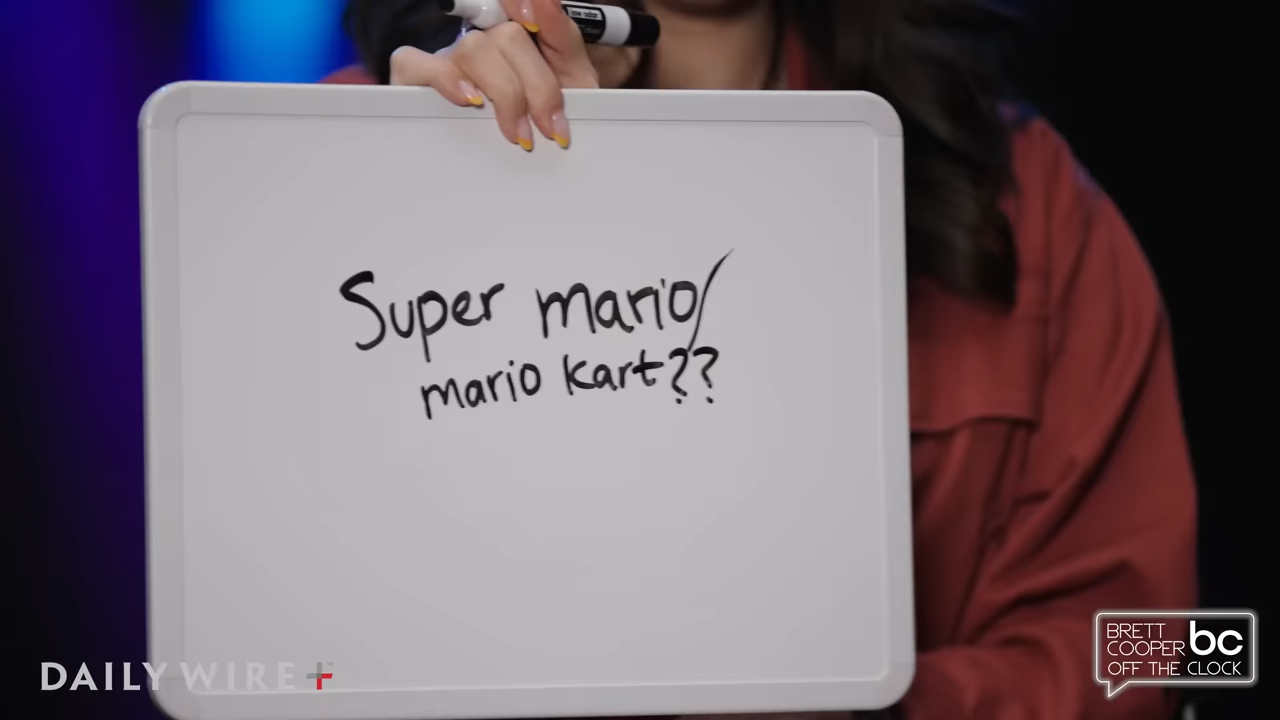 Super mario/
mario kart??
DAILY WIRE +
BRETT
COOPER bc
OFF THE CLOCK